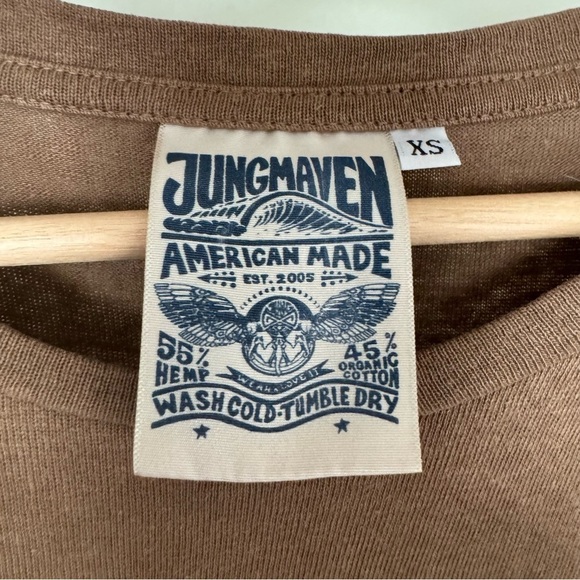 JUNGMAVEN
XS
AMERICAN MADE
EST. 2005
55%
HEMP
45%
ORGANIC
COTTON
WEAR & LOVE IT
WASH COLD-TUMBLE DRY